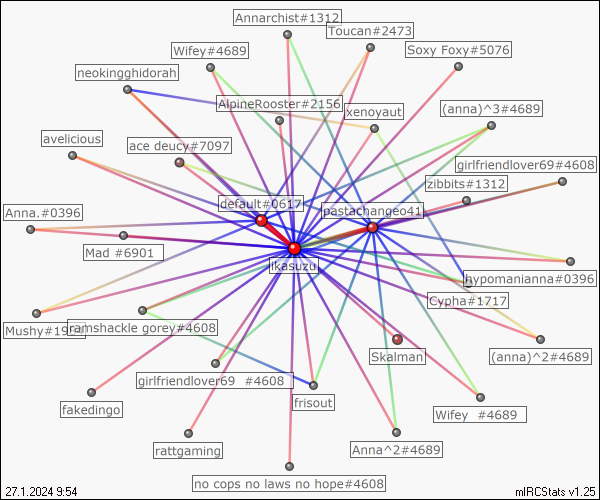 Annarchist#1312
Toucan#2473
Wifey#4689
Soxy Foxy#5076
neokingghidorah
AlpineRooster#2156
xenoyaut
(anna)^3#4689
avelicious
ace deucy#7097
girlfriendlover69#4608
zibbits#1312
default#0617
pastachangeo41
Anna.#0396
Mad #6901
ikasuzu
hypomanianna#0396
Cypha#1717
Mushy#19
ramshackle gorey#4608
Skalman
(anna)^2#4689
girlfriendlover69 #4608
frisout
fakedingo
Wifey #4689
rattgaming
Anna^2#4689
no cops no laws no hope#4608
27.1.2024 9:54
mIRCStats v1.25